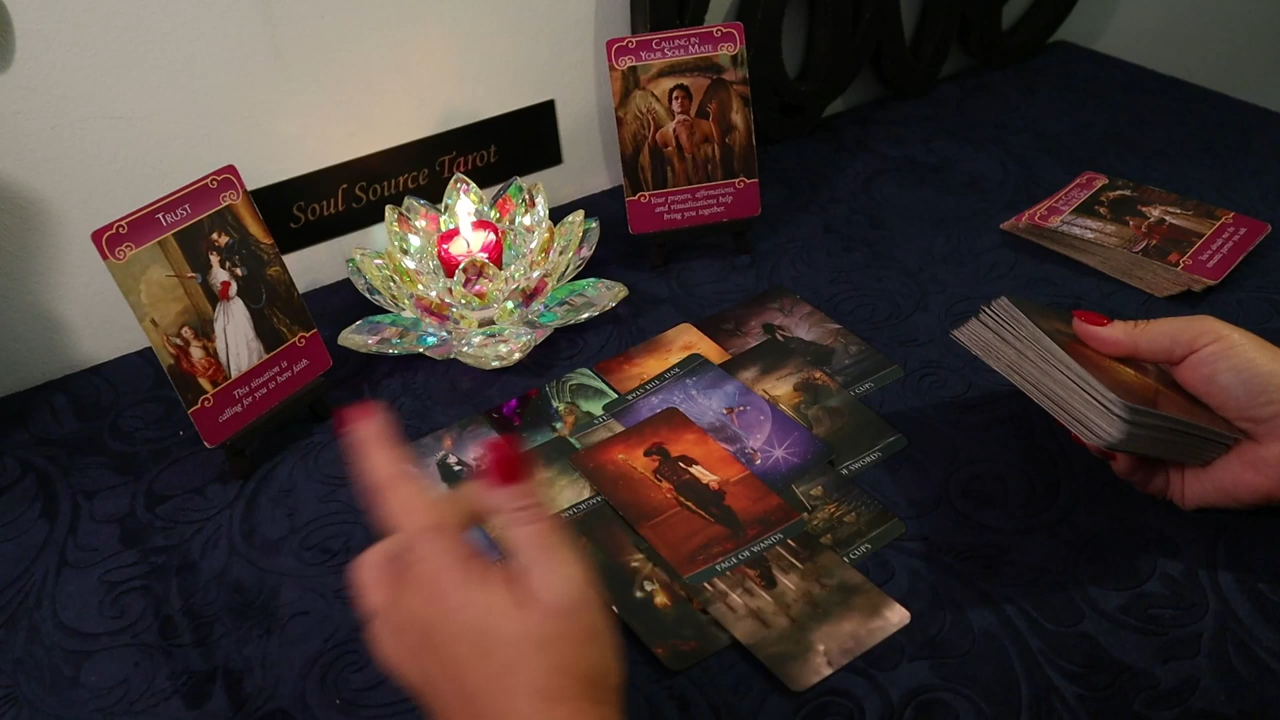 CALLING IN
YOUR SOUL MATE
Your prayers, affirmations,
and visualizations help
bring you together.
Soul Source Tarot
TRUST
This situation is
calling for you to have faith.
XVII - THE STAR
CUPS
SWORDS
CUPS
MAGICIAN
PAGE OF WANDS